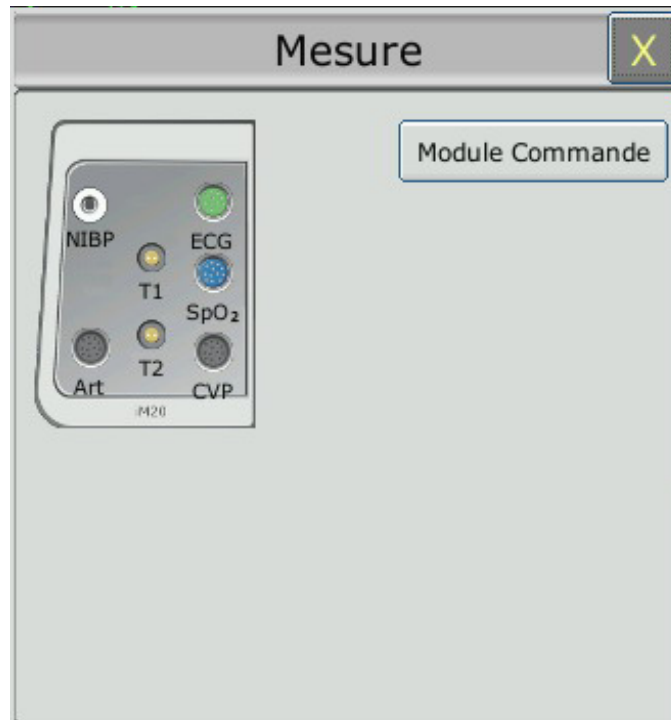 Mesure
X
Module Commande
NIBP
ECG
T1
SpO₂
T2
Art
CVP
iM20